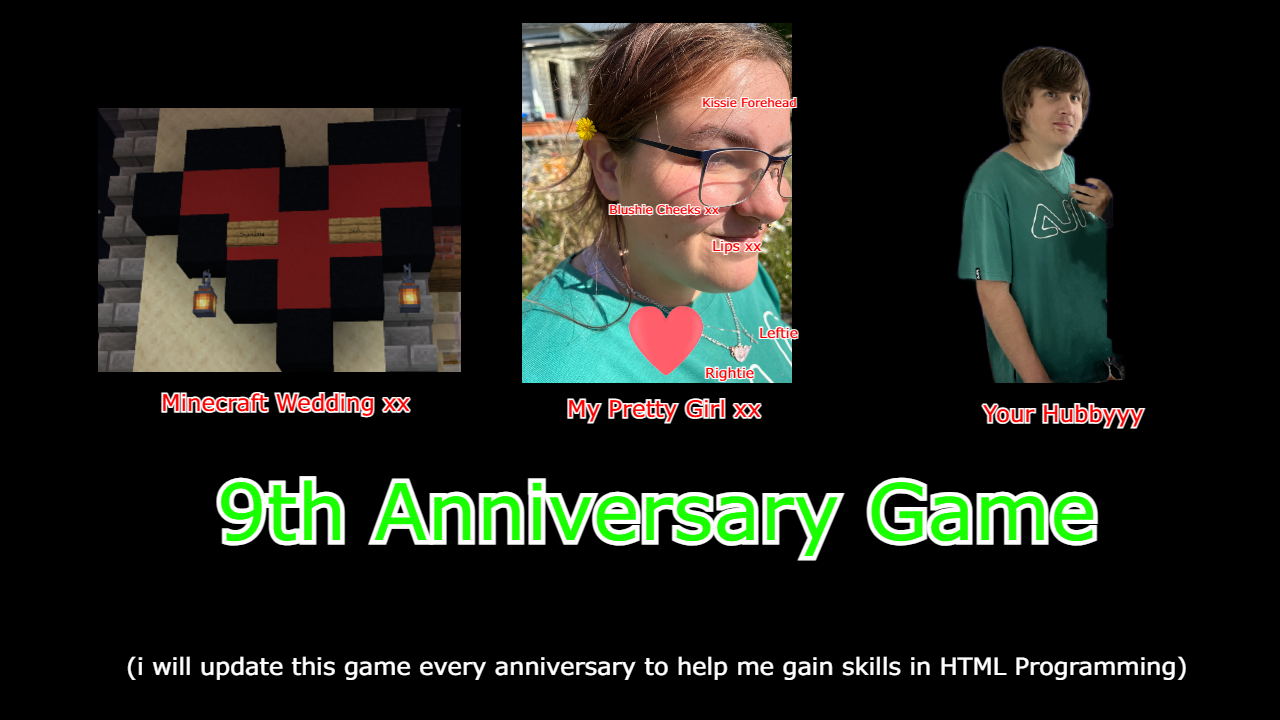 Kissie Forehead
Blushie Cheeks xx
Lips xx
Leftie
Rightie
Minecraft Wedding xx
My Pretty Girl xx
Your Hubbyyy
9th Anniversary Game
(i will update this game every anniversary to help me gain skills in HTML Programming)